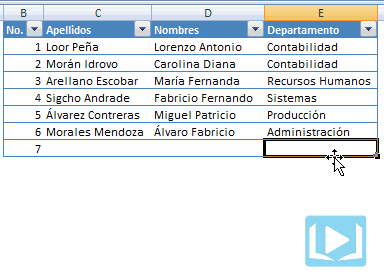 B C D E
No. Apellidos Nombres Departamento
1 Loor Peña Lorenzo Antonio Contabilidad
2 Morán Idrovo Carolina Diana Contabilidad
3 Arellano Escobar María Fernanda Recursos Humanos
4 Sigcho Andrade Fabricio Fernando Sistemas
5 Álvarez Contreras Miguel Patricio Producción
6 Morales Mendoza Álvaro Fabricio Administración
7